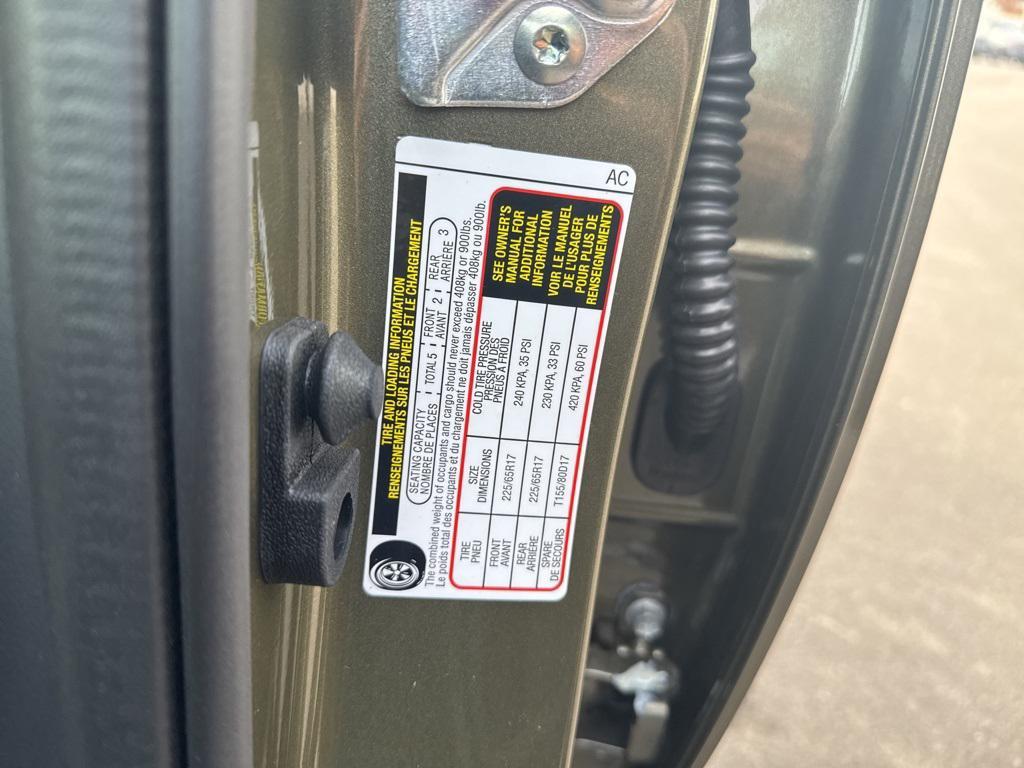 AC
TIRE AND LOADING INFORMATION
RENSEIGNEMENTS SUR LES PNEUS ET LE CHARGEMENT
SEATING CAPACITY
NOMBRE DE PLACES
TOTAL 5
FRONT
AVANT 2
REAR
ARRIÈRE 3
The combined weight of occupants and cargo should never exceed 408kg or 900lbs.
Le poids total des occupants et du chargement ne doit jamais dépasser 408kg ou 900lb.
TIRE
PNEU
SIZE
DIMENSIONS
COLD TIRE PRESSURE
PRESSION DES
PNEUS A FROID
FRONT
AVANT
225/65R17
240 KPA, 35 PSI
REAR
ARRIERE
225/65R17
230 KPA, 33 PSI
SPARE
DE SECOURS
T155/80D17
420 KPA, 60 PSI
SEE OWNER'S
MANUAL FOR
ADDITIONAL
INFORMATION
VOIR LE MANUEL
DE L'USAGER
POUR PLUS DE
RENSEIGNEMENTS